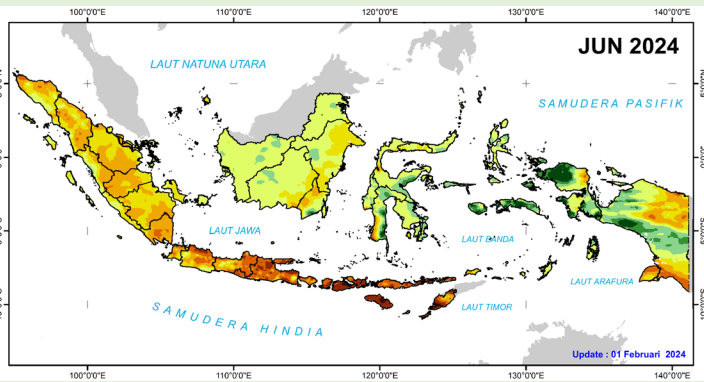 100°0'0"E 110°0'0"E 120°0'0"E 130°0'0"E 140°0'0"E
JUN 2024
LAUT NATUNA UTARA
SAMUDERA PASIFIK
LAUT JAWA
LAUT BANDA
LAUT ARAFURA
SAMUDERA HINDIA
LAUT TIMOR
Update : 01 Februari 2024
100°0'0"E 110°0'0"E 120°0'0"E 130°0'0"E 140°0'0"E